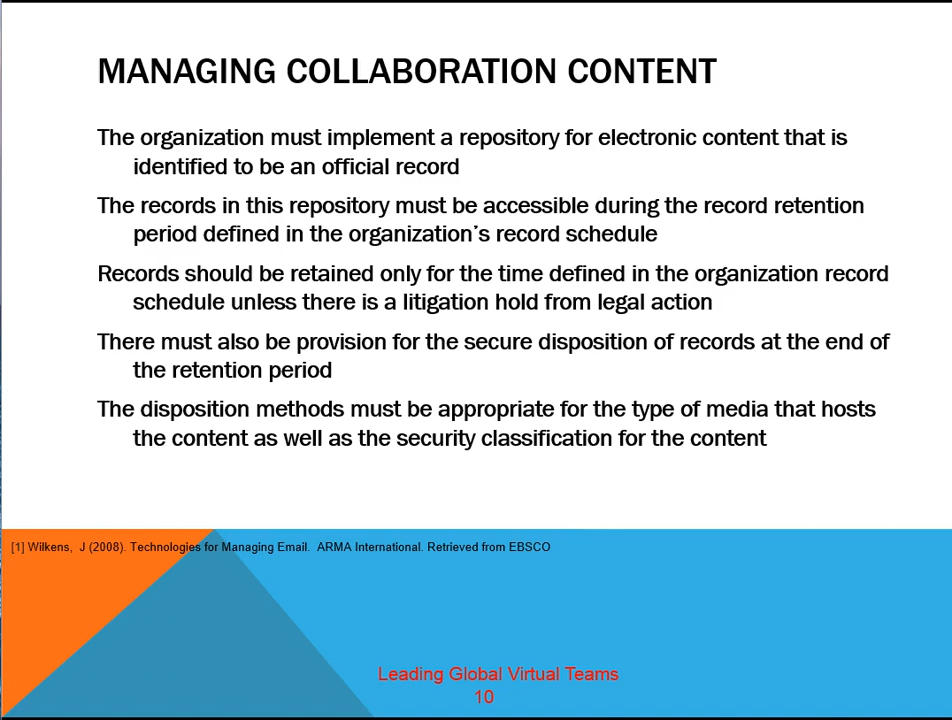 MANAGING COLLABORATION CONTENT
The organization must implement a repository for electronic content that is
identified to be an official record
The records in this repository must be accessible during the record retention
period defined in the organization's record schedule
Records should be retained only for the time defined in the organization record
schedule unless there is a litigation hold from legal action
There must also be provision for the secure disposition of records at the end of
the retention period
The disposition methods must be appropriate for the type of media that hosts
the content as well as the security classification for the content
[1] Wilkens, J (2008). Technologies for Managing Email. ARMA International. Retrieved from EBSCO
Leading Global Virtual Teams
10